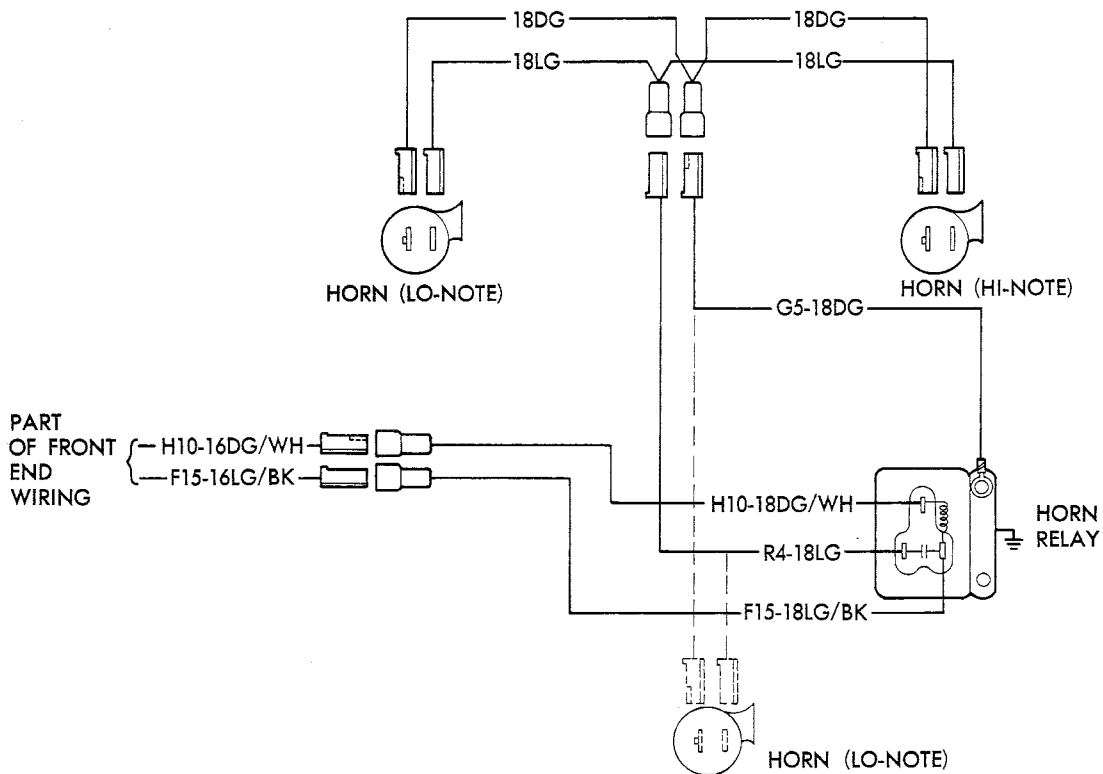 18DG
18DG
18LG
18LG
HORN (LO-NOTE)
HORN (HI-NOTE)
G5-18DG
PART
OF FRONT
END
WIRING
H10-16DG/WH
F15-16LG/BK
H10-18DG/WH
R4-18LG
F15-18LG/BK
HORN
RELAY
HORN (LO-NOTE)